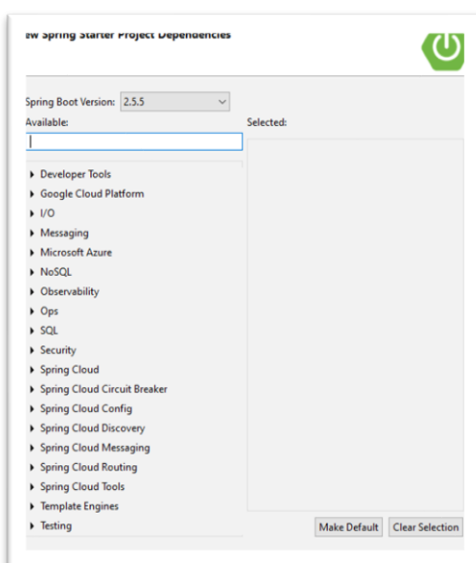 ew Spring Starter Project Dependencies
Spring Boot Version: 2.5.5
Available:
Selected:
Developer Tools
Google Cloud Platform
I/O
Messaging
Microsoft Azure
NoSQL
Observability
Ops
SQL
Security
Spring Cloud
Spring Cloud Circuit Breaker
Spring Cloud Config
Spring Cloud Discovery
Spring Cloud Messaging
Spring Cloud Routing
Spring Cloud Tools
Template Engines
Testing
Make Default Clear Selection